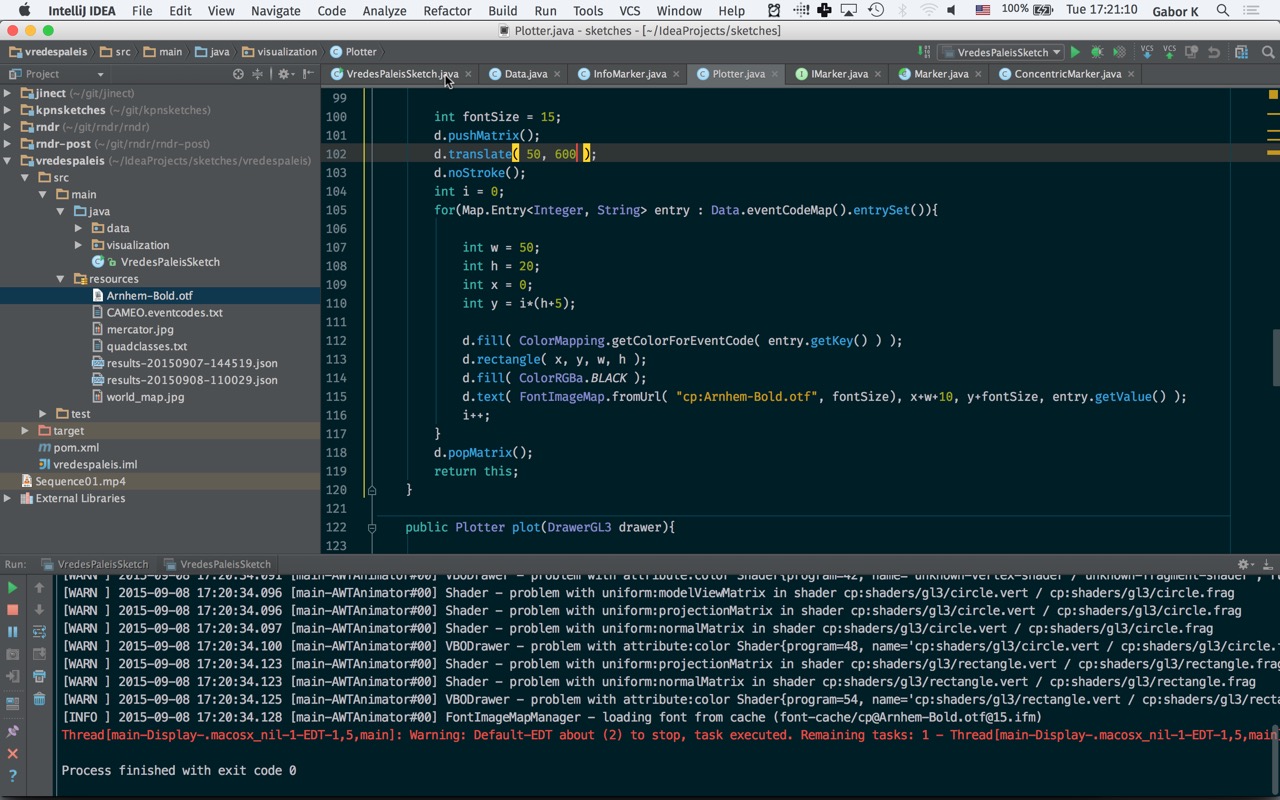 IntelliJ IDEA File Edit View Navigate Code Analyze Refactor Build Run Tools VCS Window Help 100% Tue 17:21:10 Gabor K
Plotter.java - sketches - [~/IdeaProjects/sketches]
vredespaleis src main java visualization Plotter VredesPaleisSketch VCS VCS
Project VredesPaleisSketch.java Data.java InfoMarker.java Plotter.java IMarker.java Marker.java ConcentricMarker.java
jinect (~/git/jinect)
kpnsketches (~/git/kpnsketches)
rndr (~/git/rndr)
rndr-post (~/git/rndr/rndr-post)
vredespaleis (~/IdeaProjects/sketches/vredespaleis)
src
main
java
data
visualization
VredesPaleisSketch
resources
Arnhem-Bold.otf
CAMEO.eventcodes.txt
mercator.jpg
quadclasses.txt
results-20150907-144519.json
results-20150908-110029.json
world_map.jpg
test
target
pom.xml
vredespaleis.iml
Sequence01.mp4
External Libraries
99
100 int fontSize = 15;
101 d.pushMatrix();
102 d.translate( 50, 600 );
103 d.noStroke();
104 int i = 0;
105 for(Map.Entry<Integer, String> entry : Data.eventCodeMap().entrySet()){
106
107 int w = 50;
108 int h = 20;
109 int x = 0;
110 int y = i*(h+5);
111
112 d.fill( ColorMapping.getColorForEventCode( entry.getKey() ) );
113 d.rectangle( x, y, w, h );
114 d.fill( ColorRGBa.BLACK );
115 d.text( FontImageMap.fromUrl( "cp:Arnhem-Bold.otf", fontSize), x+w+10, y+fontSize, entry.getValue() );
116 i++;
117 }
118 d.popMatrix();
119 return this;
120 }
121
122 public Plotter plot(DrawerGL3 drawer){
123
Run: VredesPaleisSketch VredesPaleisSketch
[WARN ] 2015-09-08 17:20:34.091 [main-AWTAnimator#00] VBODrawer - problem with attribute:color Shader{program=42, name='unknown-vertex-shader / unknown-fragment-shader',
[WARN ] 2015-09-08 17:20:34.096 [main-AWTAnimator#00] Shader - problem with uniform:modelViewMatrix in shader cp:shaders/gl3/circle.vert / cp:shaders/gl3/circle.frag
[WARN ] 2015-09-08 17:20:34.096 [main-AWTAnimator#00] Shader - problem with uniform:projectionMatrix in shader cp:shaders/gl3/circle.vert / cp:shaders/gl3/circle.frag
[WARN ] 2015-09-08 17:20:34.097 [main-AWTAnimator#00] Shader - problem with uniform:normalMatrix in shader cp:shaders/gl3/circle.vert / cp:shaders/gl3/circle.frag
[WARN ] 2015-09-08 17:20:34.100 [main-AWTAnimator#00] VBODrawer - problem with attribute:color Shader{program=48, name='cp:shaders/gl3/circle.vert / cp:shaders/gl3/circle.
[WARN ] 2015-09-08 17:20:34.123 [main-AWTAnimator#00] Shader - problem with uniform:projectionMatrix in shader cp:shaders/gl3/rectangle.vert / cp:shaders/gl3/rectangle.frag
[WARN ] 2015-09-08 17:20:34.123 [main-AWTAnimator#00] Shader - problem with uniform:normalMatrix in shader cp:shaders/gl3/rectangle.vert / cp:shaders/gl3/rectangle.frag
[WARN ] 2015-09-08 17:20:34.125 [main-AWTAnimator#00] VBODrawer - problem with attribute:color Shader{program=54, name='cp:shaders/gl3/rectangle.vert / cp:shaders/gl3/recta
[INFO ] 2015-09-08 17:20:34.128 [main-AWTAnimator#00] FontImageMapManager - loading font from cache (font-cache/cp@Arnhem-Bold.otf@15.ifm)
Thread[main-Display-.macosx_nil-1-EDT-1,5,main]: Warning: Default-EDT about (2) to stop, task executed. Remaining tasks: 1 - Thread[main-Display-.macosx_nil-1-EDT-1,5,main]
Process finished with exit code 0